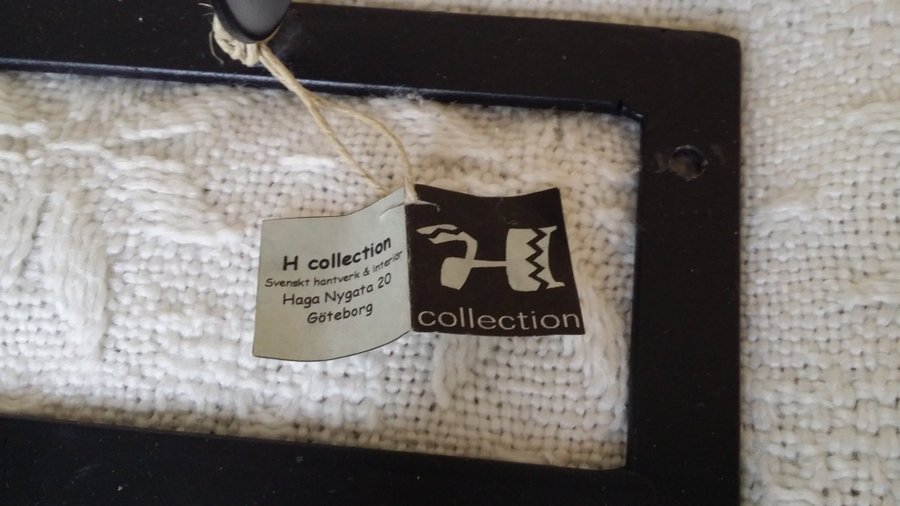 H collection
Svenskt hantverk & interiör
Haga Nygata 20
Göteborg
H
collection